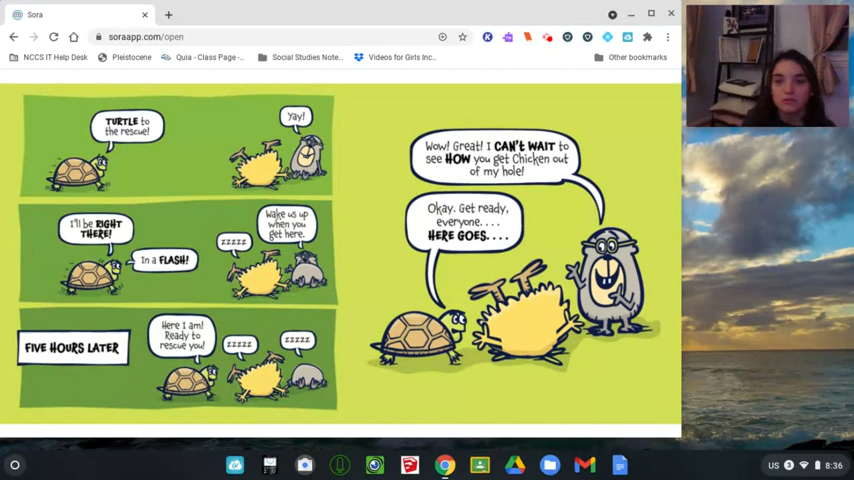 Sora
soraapp.com/open
NCCS IT Help Desk
Pleistocene
Quia - Class Page -...
Social Studies Note...
Videos for Girls Inc...
Other bookmarks
TURTLE to
the rescue!
Yay!
I'll be RIGHT
THERE!
In a FLASH!
zzzzz
Wake us up
when you
get here.
FIVE HOURS LATER
Here I am!
Ready to
rescue you!
zzzzz
zzzzz
Wow! Great! I CAN'T WAIT to
see HOW you get Chicken out
of my hole!
Okay. Get ready,
everyone. . . .
HERE GOES. . . .
US 3 8:36